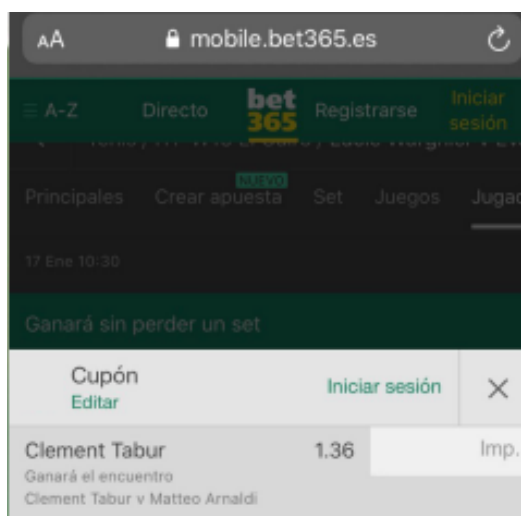 AA mobile.bet365.es
A-Z Directo bet365 Registrarse Iniciar sesión
NUEVO
Principales Crear apuesta Set Juegos Jugad
17 Ene 10:30
Ganará sin perder un set
Cupón Iniciar sesión
Editar
Clement Tabur 1.36 Imp.
Ganará el encuentro
Clement Tabur v Matteo Arnaldi